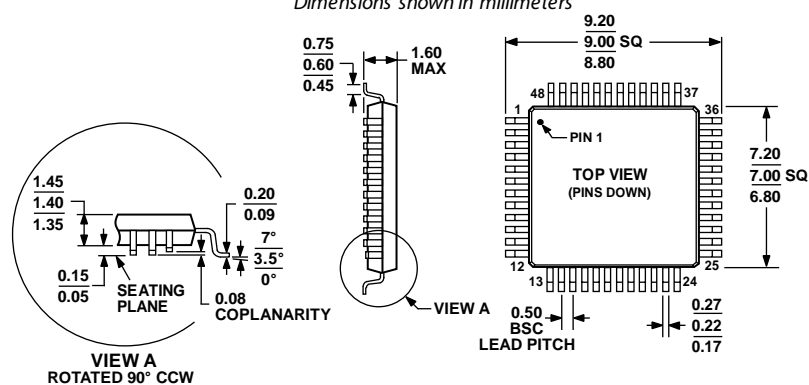 Dimensions shown in millimeters
0.75
0.60
0.45
1.60
MAX
9.20
9.00 SQ
8.80
48
37
1
36
PIN 1
TOP VIEW
(PINS DOWN)
7.20
7.00 SQ
6.80
12
25
13
24
0.50
BSC
LEAD PITCH
0.27
0.22
0.17
VIEW A
1.45
1.40
1.35
0.20
0.09
7°
3.5°
0°
0.15
0.05
SEATING
PLANE
0.08
COPLANARITY
VIEW A
ROTATED 90° CCW